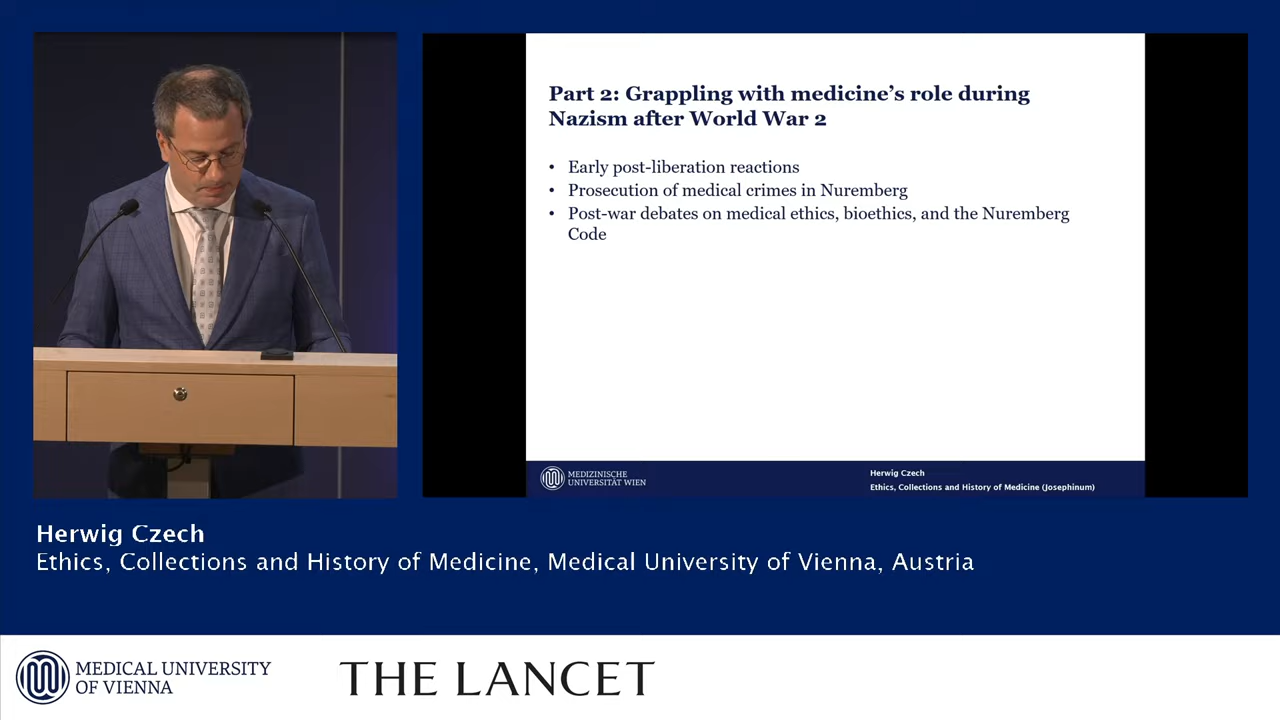 Part 2: Grappling with medicine’s role during
Nazism after World War 2
• Early post-liberation reactions
• Prosecution of medical crimes in Nuremberg
• Post-war debates on medical ethics, bioethics, and the Nuremberg
Code
MEDIZINISCHE
UNIVERSITÄT WIEN
Herwig Czech
Ethics, Collections and History of Medicine (Josephinum)
Herwig Czech
Ethics, Collections and History of Medicine, Medical University of Vienna, Austria
MEDICAL UNIVERSITY
OF VIENNA
THE LANCET